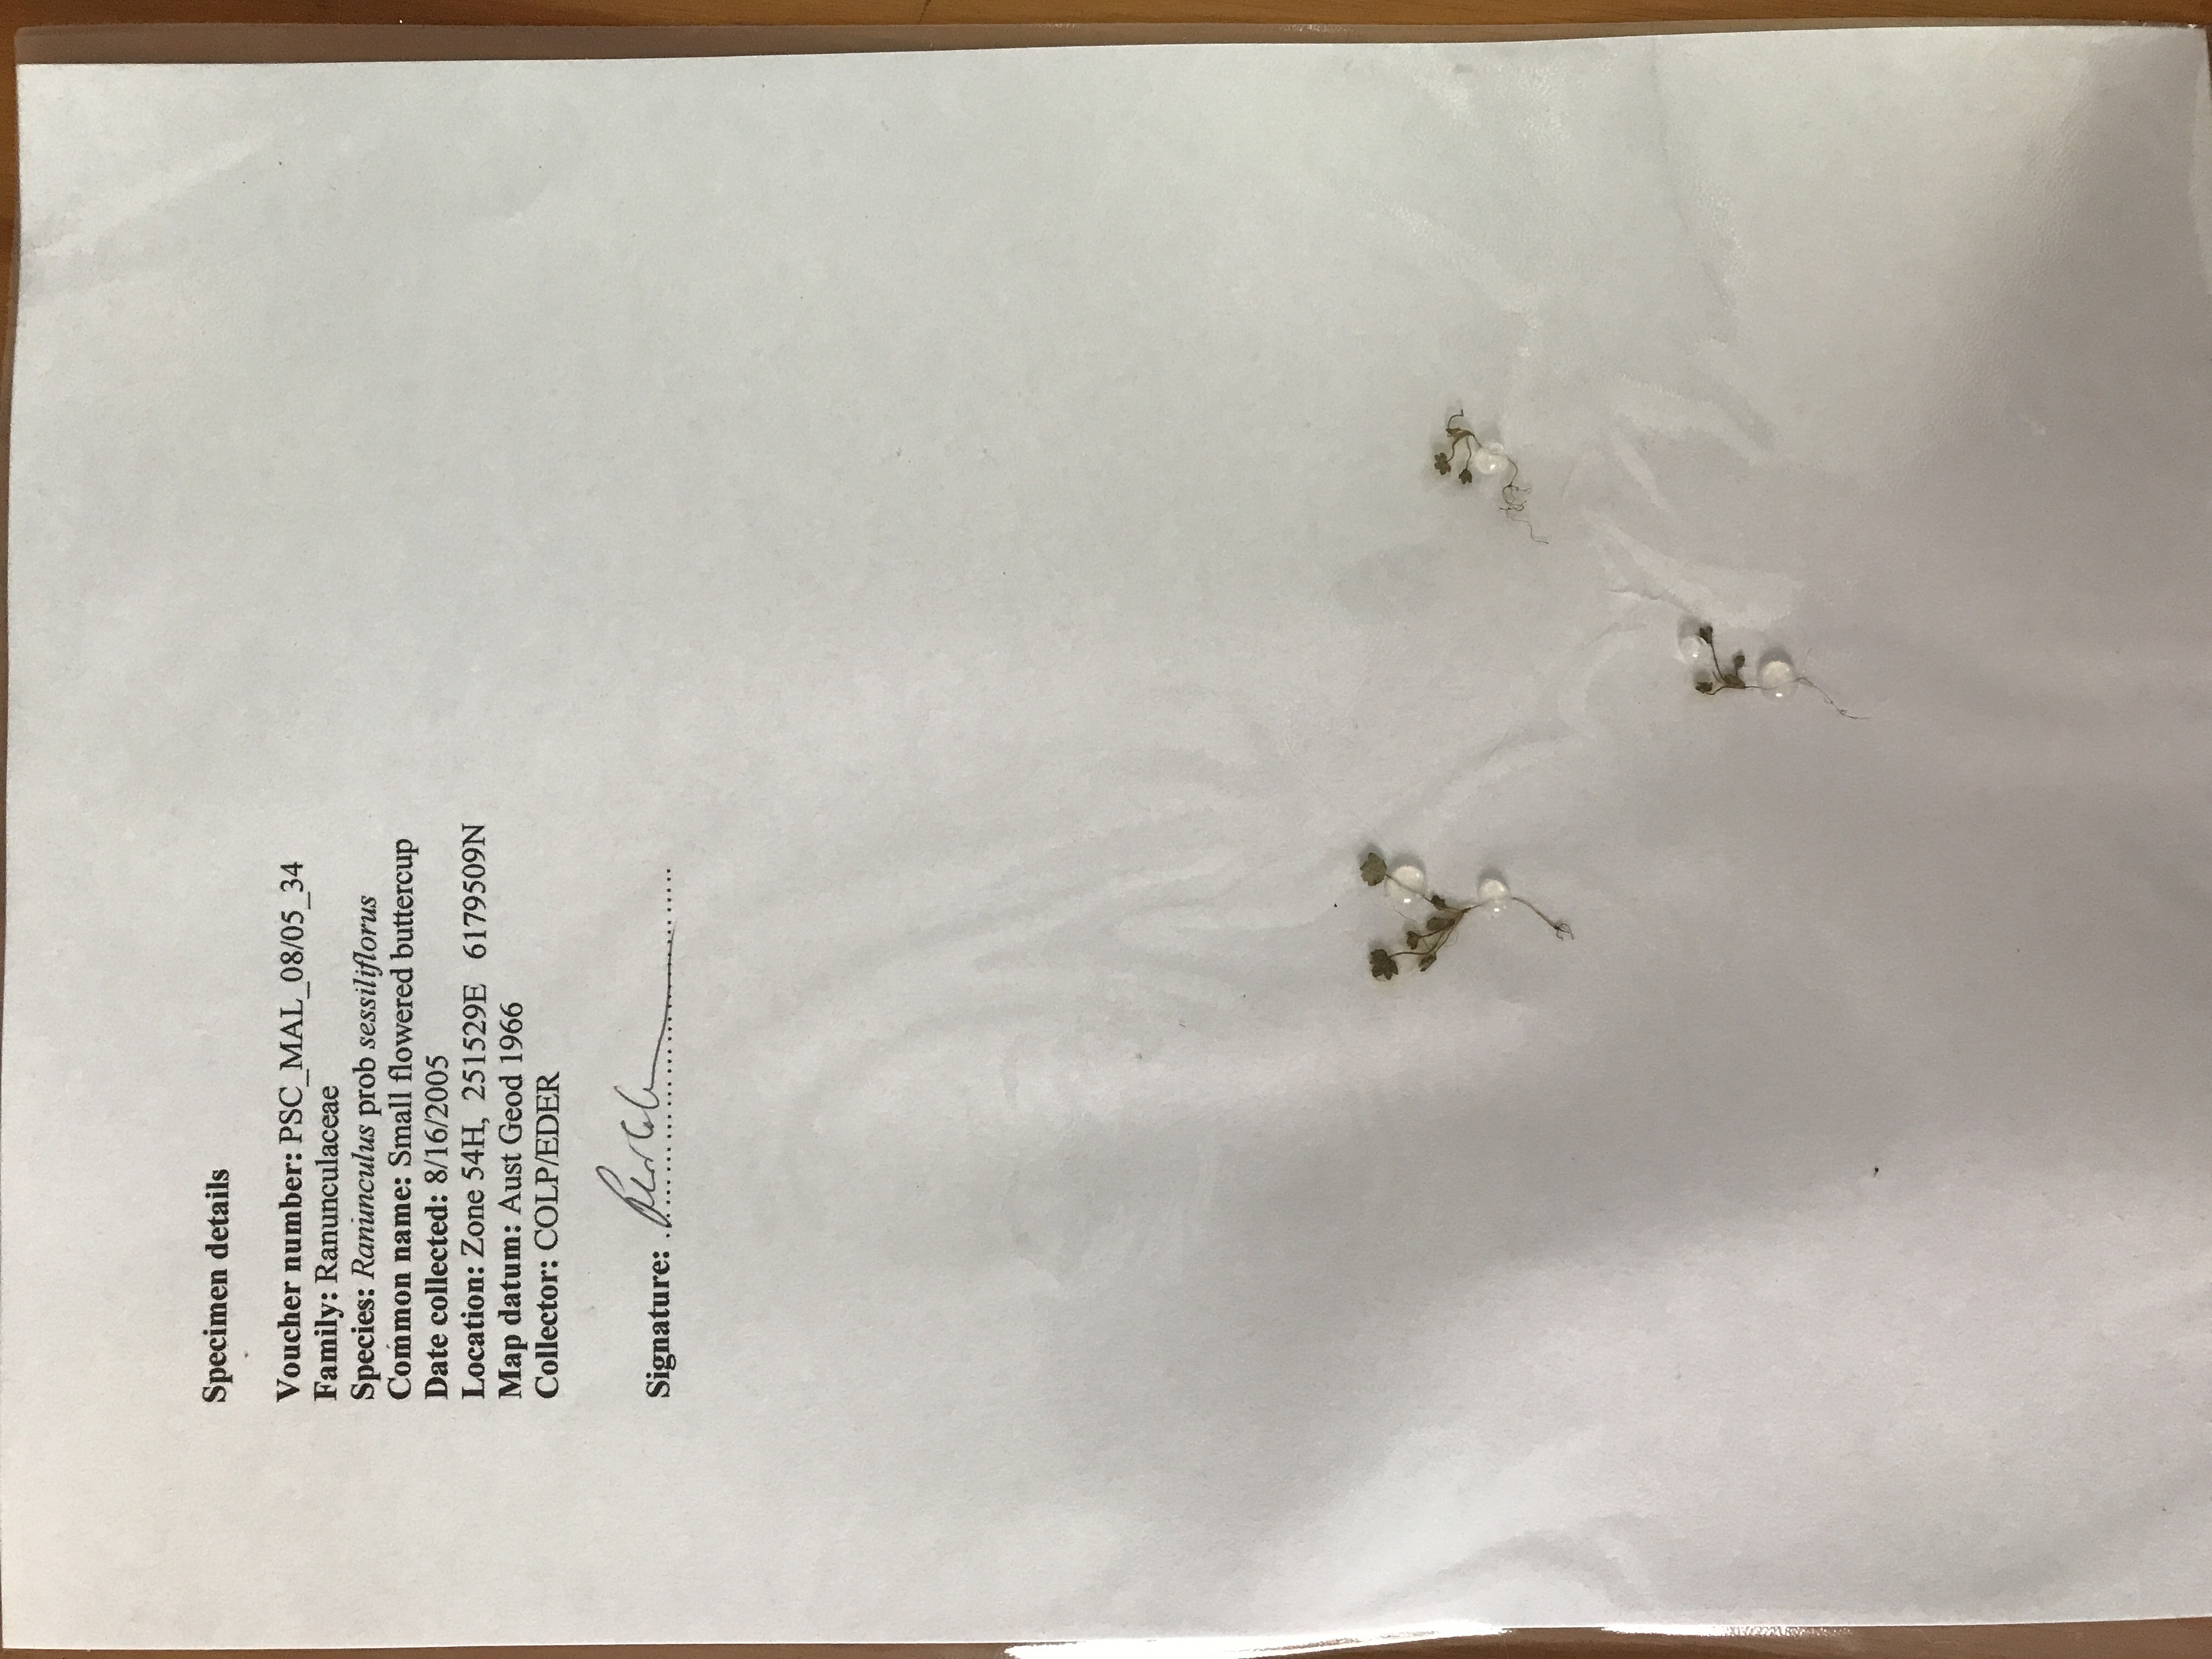 Specimen details
Voucher number: PSC_MAL_08/05_34
Family: Ranunculaceae
Species: Ranunculus prob sessiliflorus
Common name: Small flowered buttercup
Date collected: 8/16/2005
Location: Zone 54H, 251529E 6179509N
Map datum: Aust Geod 1966
Collector: COLP/EDER
Signature: